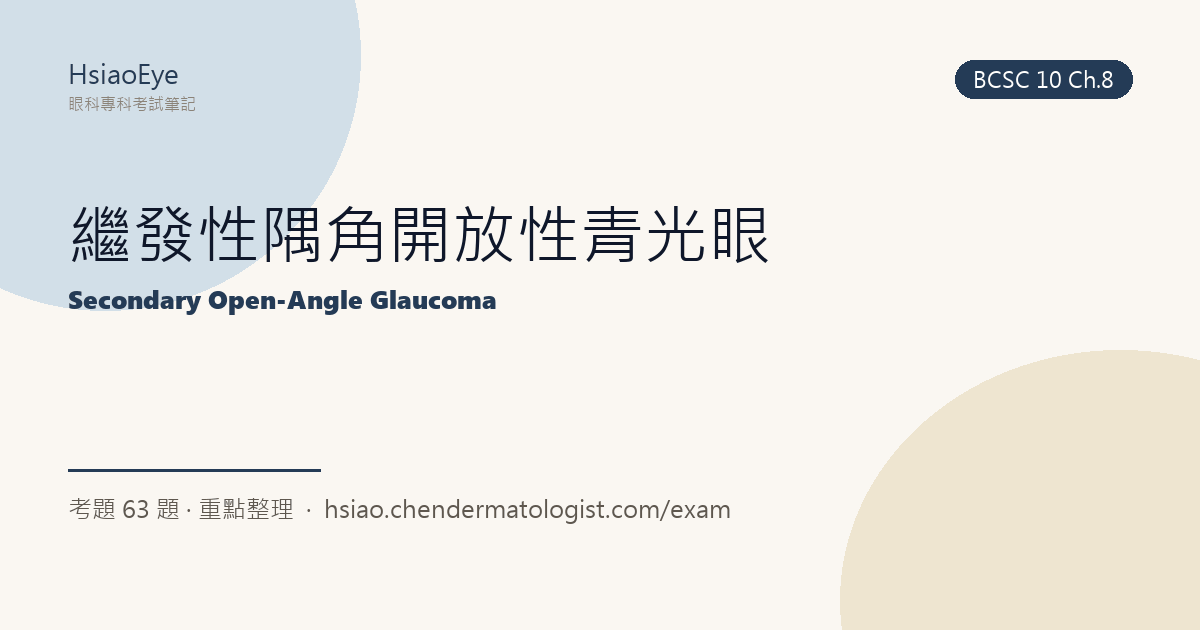 HsiaoEye
眼科專科考試筆記
BCSC 10 Ch.8
繼發性隅角開放性青光眼
Secondary Open-Angle Glaucoma
考題 63 題 · 重點整理 · hsiao.chendermatologist.com/exam